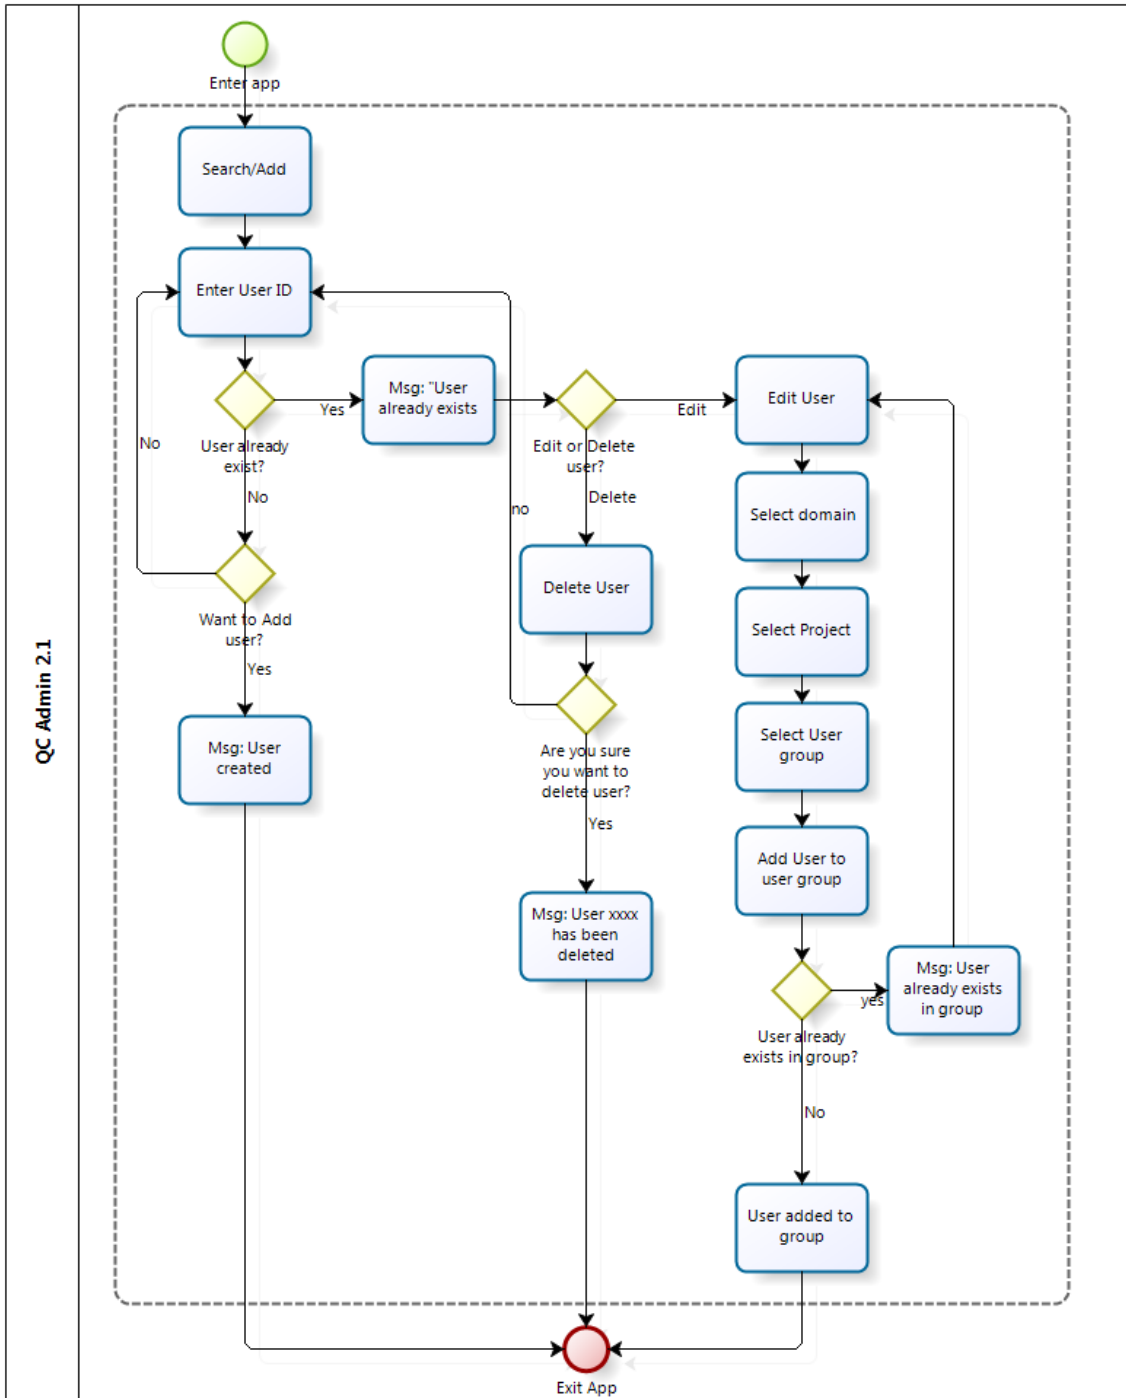 QC Admin 2.1
Enter app
Search/Add
Enter User ID
User already
exist?
Yes
No
Msg: "User
already exists
Edit or Delete
user?
Edit
Delete
no
No
Want to Add
user?
Yes
Msg: User
created
Delete User
Are you sure
you want to
delete user?
Yes
Msg: User xxxx
has been
deleted
Edit User
Select domain
Select Project
Select User
group
Add User to
user group
User already
exists in group?
yes
Msg: User
already exists
in group
No
User added to
group
Exit App